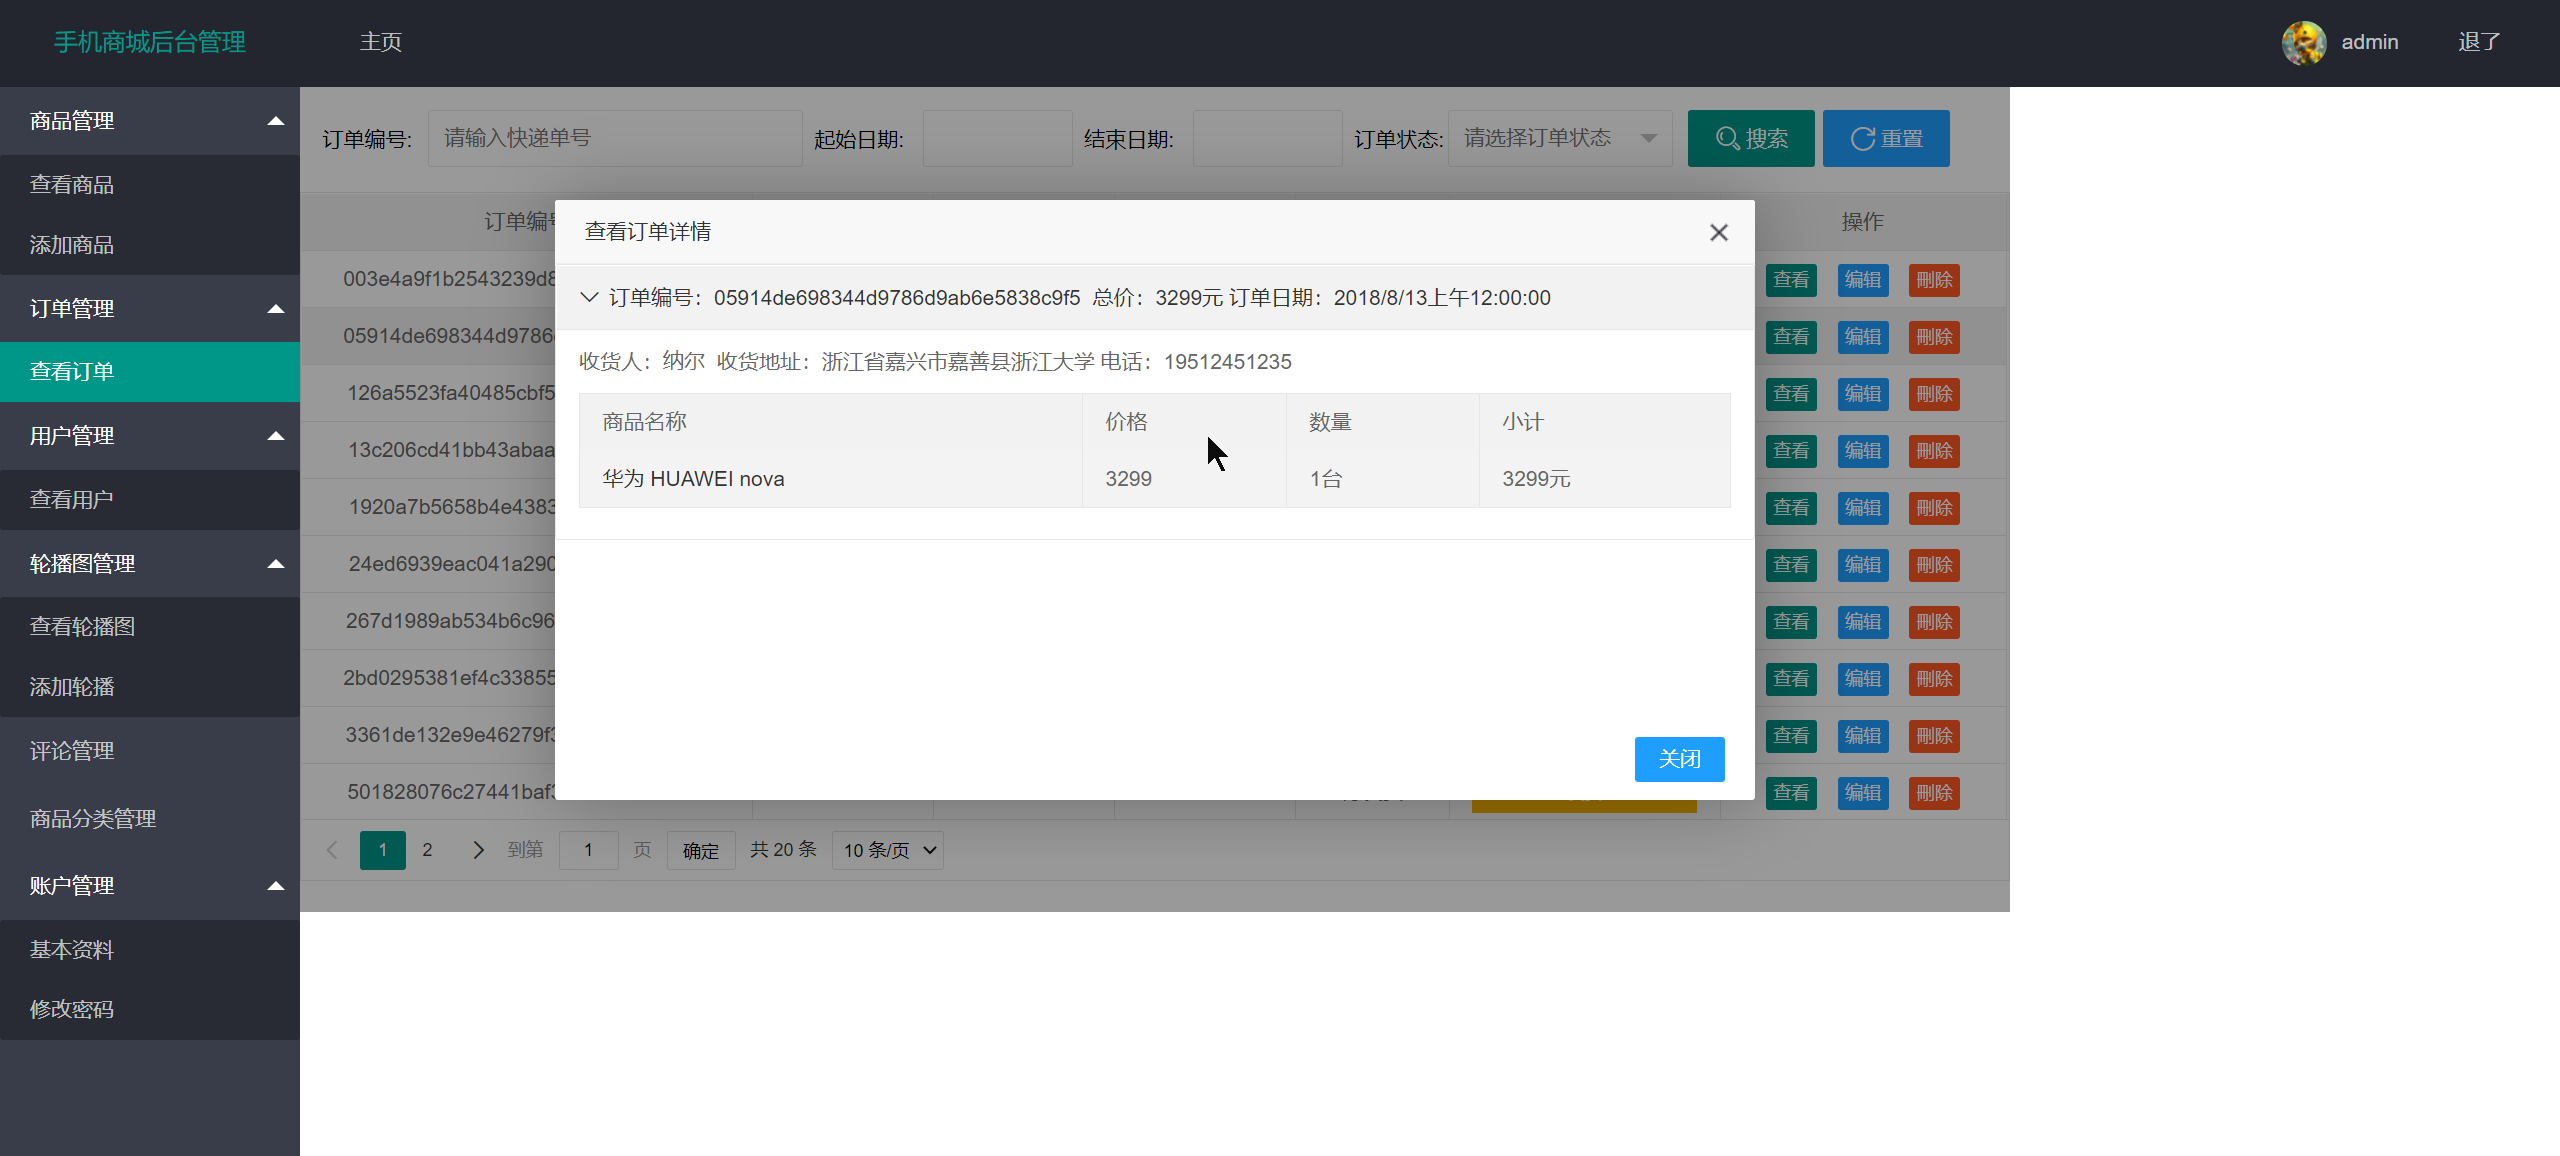 手机商城后台管理 主页 admin 退了
商品管理
查看商品
添加商品
订单管理
查看订单
用户管理
查看用户
轮播图管理
查看轮播图
添加轮播
评论管理
商品分类管理
账户管理
基本资料
修改密码
订单编号: 请输入快递单号 起始日期: 结束日期: 订单状态: 请选择订单状态 搜索 重置
订单编号 操作
003e4a9f1b2543239d8 查看 编辑 删除
05914de698344d9786 查看 编辑 删除
126a5523fa40485cbf5 查看 编辑 删除
13c206cd41bb43abaa 查看 编辑 删除
1920a7b5658b4e4383 查看 编辑 删除
24ed6939eac041a290 查看 编辑 删除
267d1989ab534b6c96 查看 编辑 删除
2bd0295381ef4c33855 查看 编辑 删除
3361de132e9e46279f3 查看 编辑 删除
501828076c27441baf3 查看 编辑 删除
查看订单详情
订单编号：05914de698344d9786d9ab6e5838c9f5 总价：3299元 订单日期：2018/8/13上午12:00:00
收货人：纳尔 收货地址：浙江省嘉兴市嘉善县浙江大学 电话：19512451235
商品名称 价格 数量 小计
华为 HUAWEI nova 3299 1台 3299元
关闭
1 2 到第 1 页 确定 共 20 条 10 条/页